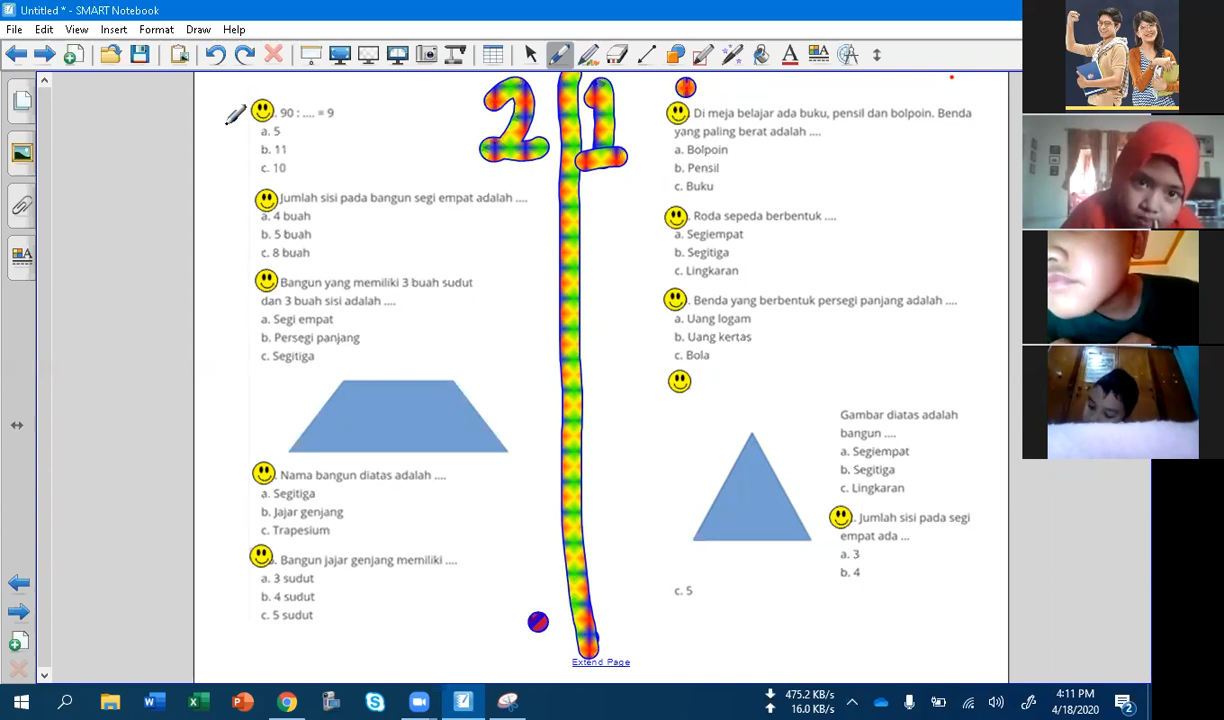 Untitled * - SMART Notebook
File Edit View Insert Format Draw Help
90 : .... = 9
a. 5
b. 11
c. 10
Jumlah sisi pada bangun segi empat adalah ....
a. 4 buah
b. 5 buah
c. 8 buah
Bangun yang memiliki 3 buah sudut
dan 3 buah sisi adalah ....
a. Segi empat
b. Persegi panjang
c. Segitiga
Nama bangun diatas adalah ....
a. Segitiga
b. Jajar genjang
c. Trapesium
Bangun jajar genjang memiliki ....
a. 3 sudut
b. 4 sudut
c. 5 sudut
2 1
Di meja belajar ada buku, pensil dan bolpoin. Benda
yang paling berat adalah ....
a. Bolpoin
b. Pensil
c. Buku
Roda sepeda berbentuk ....
a. Segiempat
b. Segitiga
c. Lingkaran
Benda yang berbentuk persegi panjang adalah ....
a. Uang logam
b. Uang kertas
c. Bola
Gambar diatas adalah
bangun ....
a. Segiempat
b. Segitiga
c. Lingkaran
Jumlah sisi pada segi
empat ada ...
a. 3
b. 4
c. 5
Extend Page
475.2 KB/s
16.0 KB/s
4:11 PM
4/18/2020
2